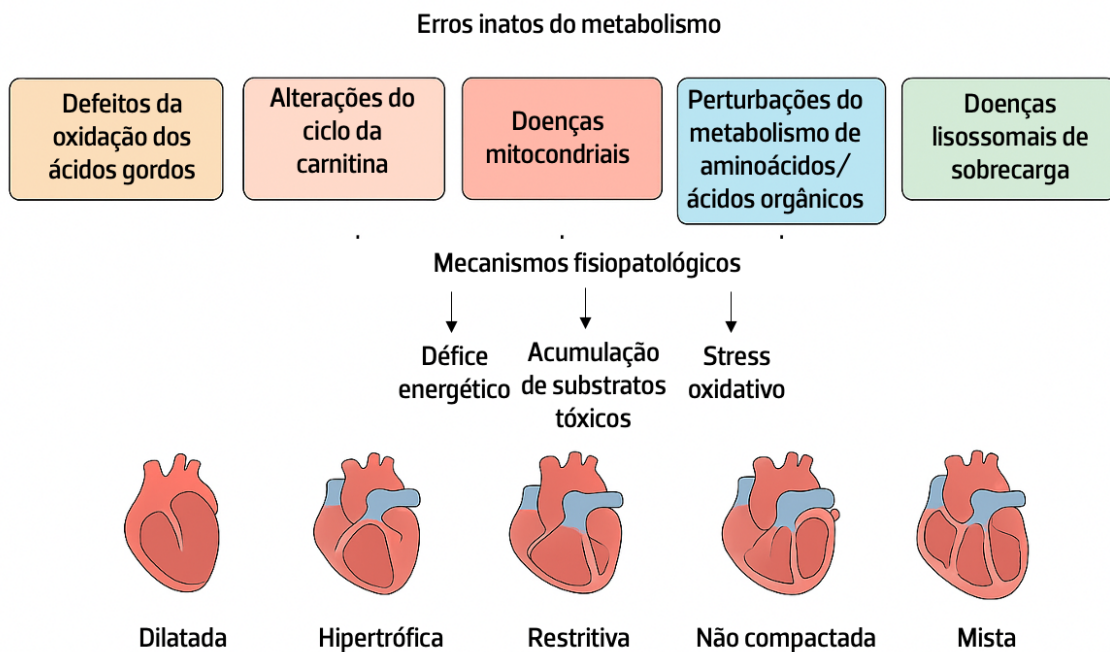 Erros inatos do metabolismo
Defeitos da
oxidação dos
ácidos gordos
Alterações do
ciclo da
carnitina
Doenças
mitocondriais
Perturbações do
metabolismo de
aminoácidos/
ácidos orgânicos
Doenças
lisossomais de
sobrecarga
Mecanismos fisiopatológicos
Défice
energético
Acumulação
de substratos
tóxicos
Stress
oxidativo
Dilatada
Hipertrófica
Restritiva
Não compactada
Mista